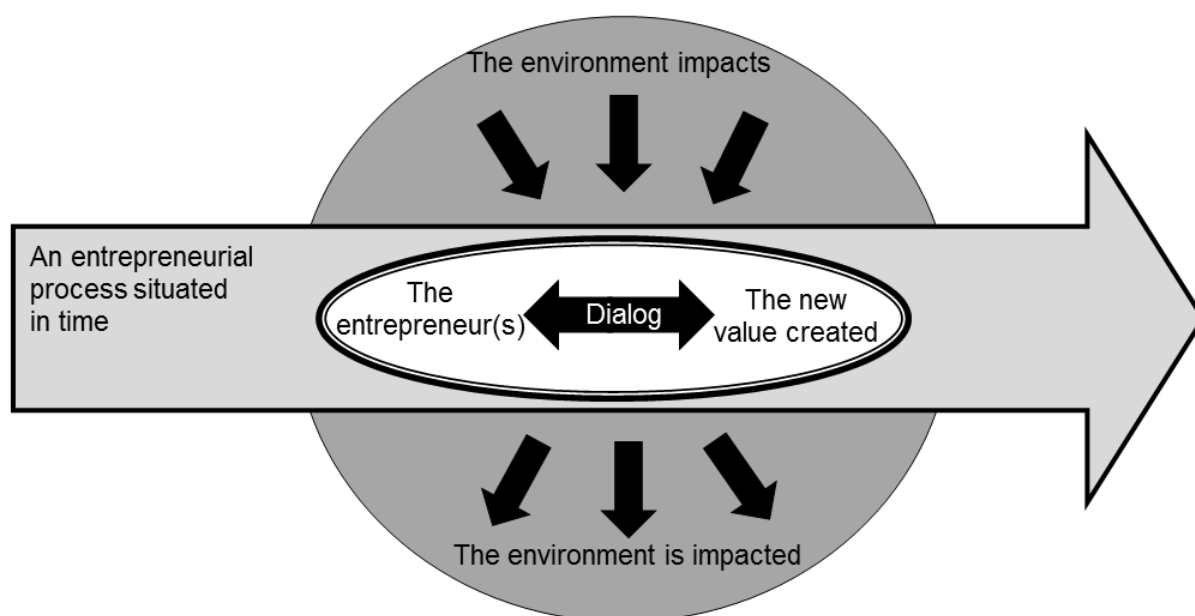 The environment impacts
An entrepreneurial
process situated
in time
The
entrepreneur(s)
Dialog
The new
value created
The environment is impacted